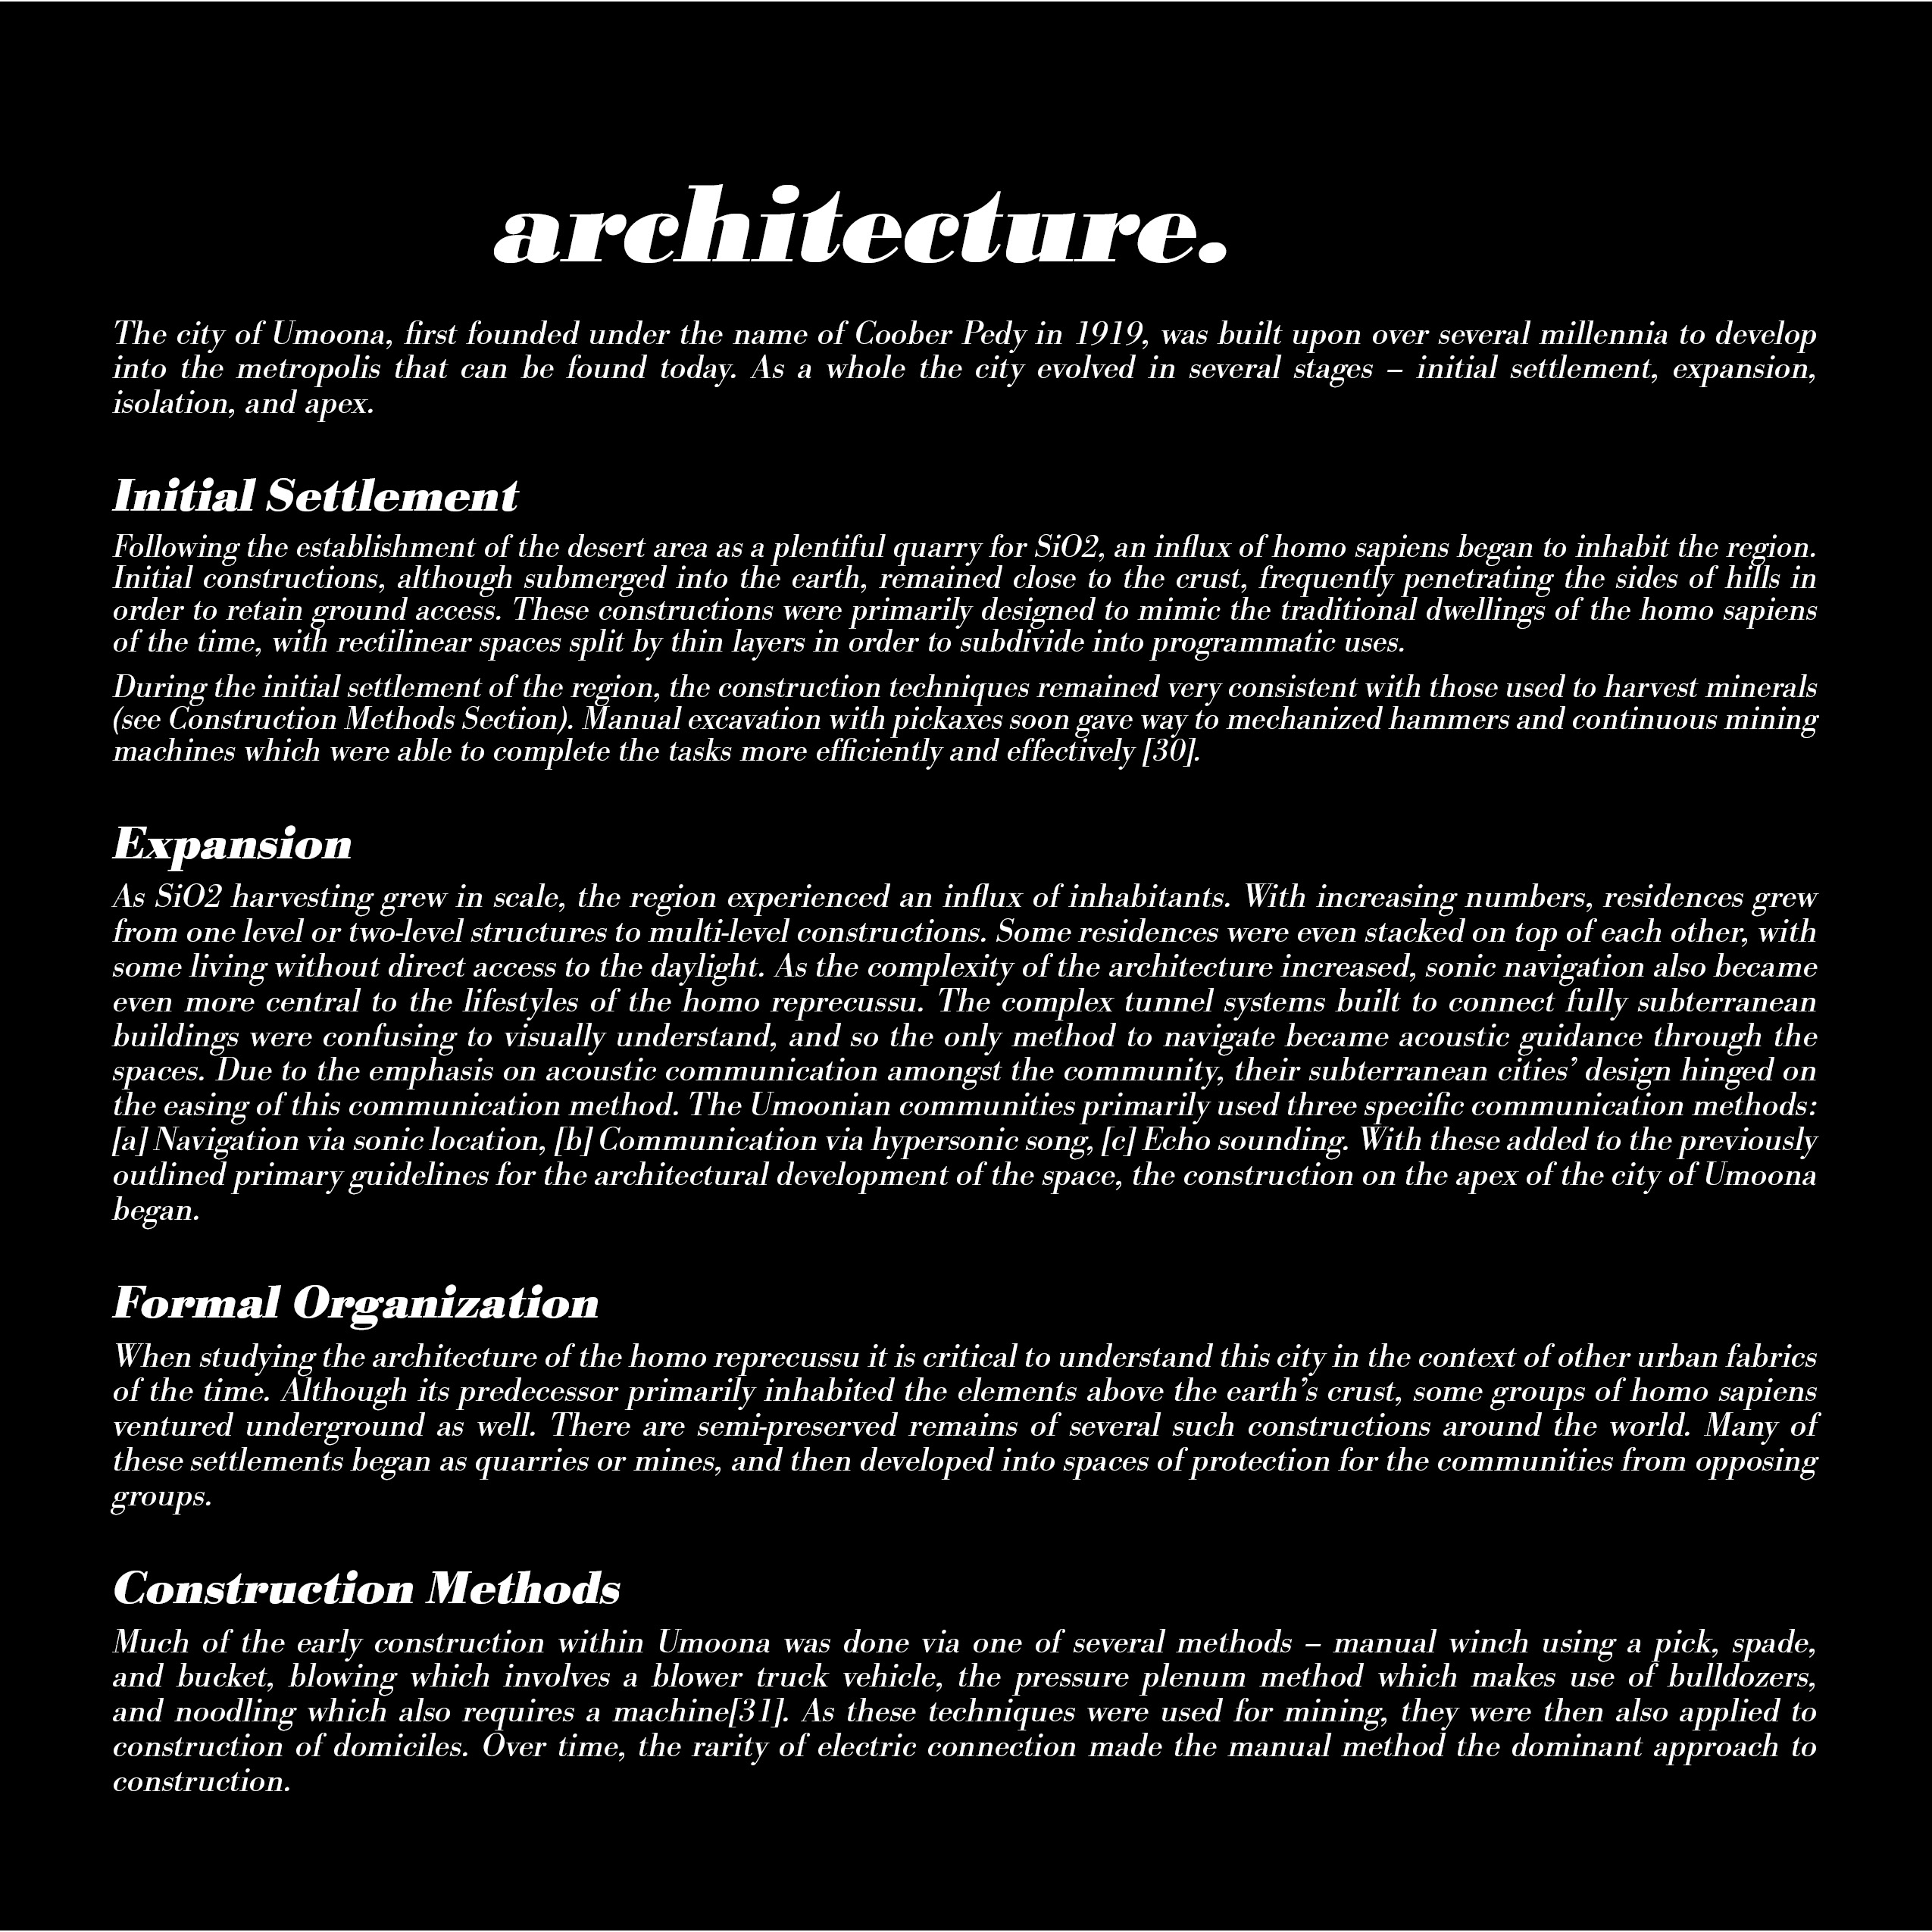 architecture.
The city of Umoona, first founded under the name of Coober Pedy in 1919, was built upon over several millennia to develop
into the metropolis that can be found today. As a whole the city evolved in several stages – initial settlement, expansion,
isolation, and apex.
Initial Settlement
Following the establishment of the desert area as a plentiful quarry for SiO2, an influx of homo sapiens began to inhabit the region.
Initial constructions, although submerged into the earth, remained close to the crust, frequently penetrating the sides of hills in
order to retain ground access. These constructions were primarily designed to mimic the traditional dwellings of the homo sapiens
of the time, with rectilinear spaces split by thin layers in order to subdivide into programmatic uses.
During the initial settlement of the region, the construction techniques remained very consistent with those used to harvest minerals
(see Construction Methods Section). Manual excavation with pickaxes soon gave way to mechanized hammers and continuous mining
machines which were able to complete the tasks more efficiently and effectively [30].
Expansion
As SiO2 harvesting grew in scale, the region experienced an influx of inhabitants. With increasing numbers, residences grew
from one level or two-level structures to multi-level constructions. Some residences were even stacked on top of each other, with
some living without direct access to the daylight. As the complexity of the architecture increased, sonic navigation also became
even more central to the lifestyles of the homo reprecussu. The complex tunnel systems built to connect fully subterranean
buildings were confusing to visually understand, and so the only method to navigate became acoustic guidance through the
spaces. Due to the emphasis on acoustic communication amongst the community, their subterranean cities’ design hinged on
the easing of this communication method. The Umoonian communities primarily used three specific communication methods:
[a] Navigation via sonic location, [b] Communication via hypersonic song, [c] Echo sounding. With these added to the previously
outlined primary guidelines for the architectural development of the space, the construction on the apex of the city of Umoona
began.
Formal Organization
When studying the architecture of the homo reprecussu it is critical to understand this city in the context of other urban fabrics
of the time. Although its predecessor primarily inhabited the elements above the earth’s crust, some groups of homo sapiens
ventured underground as well. There are semi-preserved remains of several such constructions around the world. Many of
these settlements began as quarries or mines, and then developed into spaces of protection for the communities from opposing
groups.
Construction Methods
Much of the early construction within Umoona was done via one of several methods – manual winch using a pick, spade,
and bucket, blowing which involves a blower truck vehicle, the pressure plenum method which makes use of bulldozers,
and noodling which also requires a machine[31]. As these techniques were used for mining, they were then also applied to
construction of domiciles. Over time, the rarity of electric connection made the manual method the dominant approach to
construction.